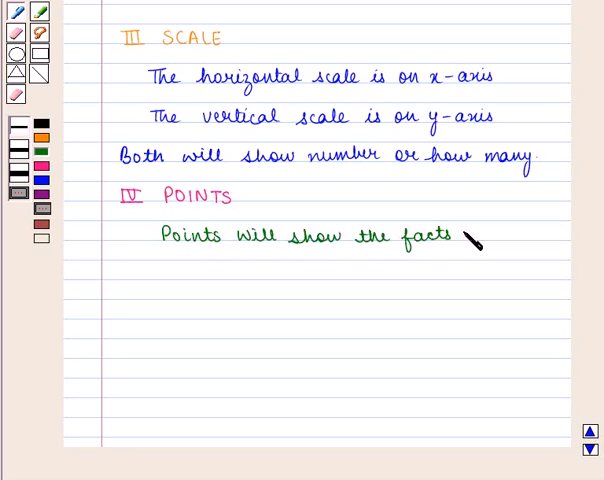 III SCALE
The horizontal scale is on x-axis
The vertical scale is on y-axis
Both will show number or how many.
IV POINTS
Points will show the facts